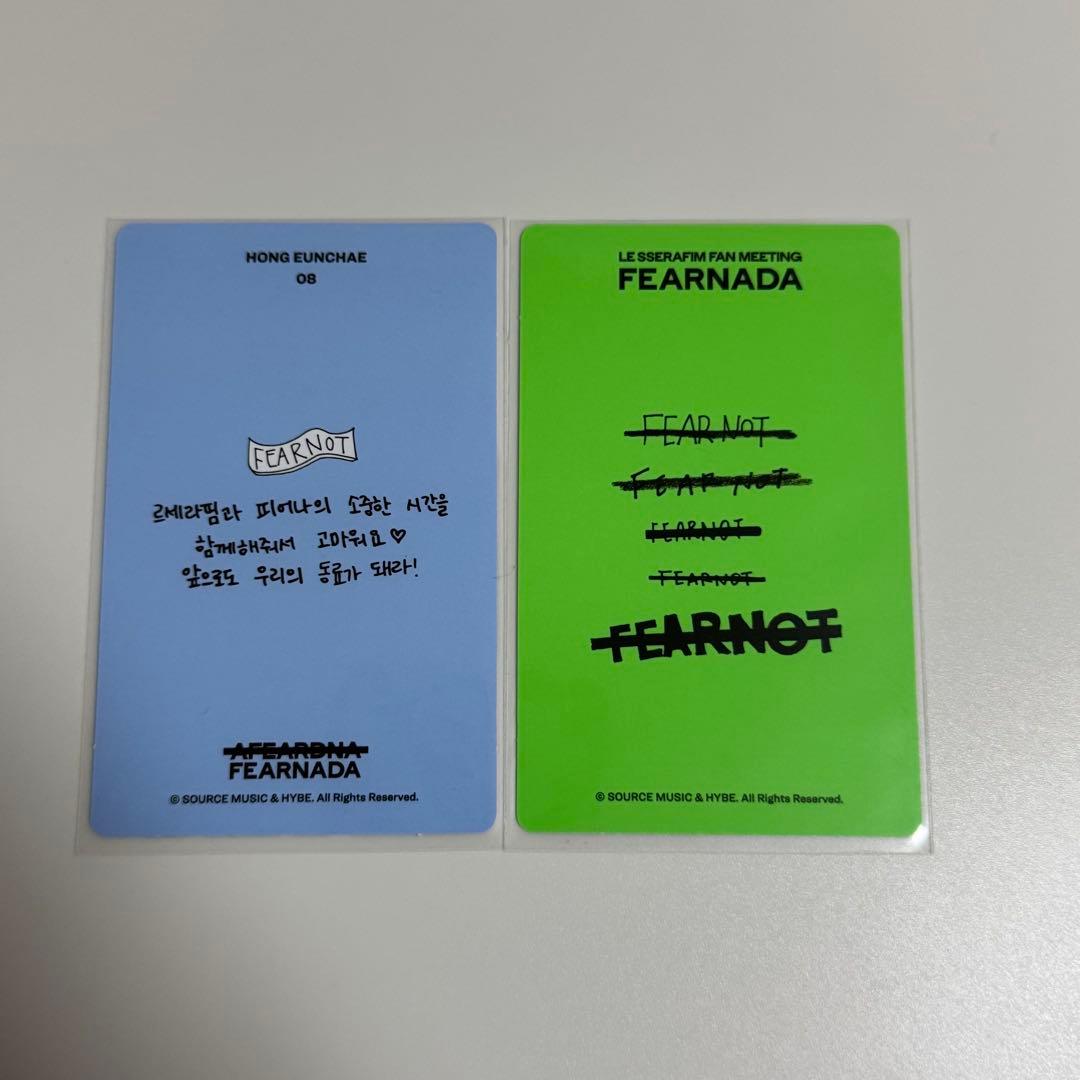 HONG EUNCHAE
08
FEARNOT
르세라핌과 피어나의 소중한 시간을
함께해줘서 고마워요♡
앞으로도 우리의 동료가 돼라!
AFEARDNA
FEARNADA
© SOURCE MUSIC & HYBE. All Rights Reserved.
LE SSERAFIM FAN MEETING
FEARNADA
FEARNOT
FEAR NOT
FEARNOT
FEARNOT
FEARNOT
© SOURCE MUSIC & HYBE. All Rights Reserved.